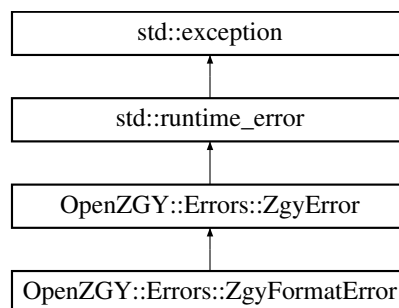 std::exception
std::runtime_error
OpenZGY::Errors::ZgyError
OpenZGY::Errors::ZgyFormatError